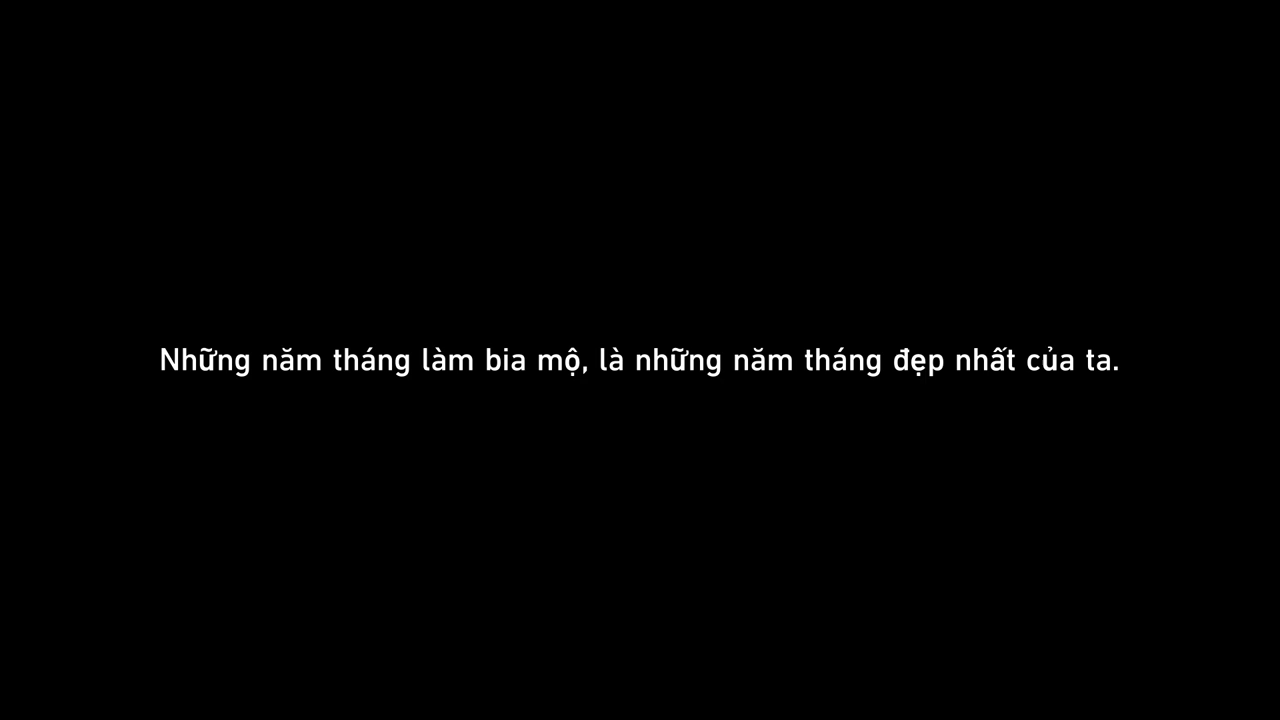 Những năm tháng làm bia mộ, là những năm tháng đẹp nhất của ta.